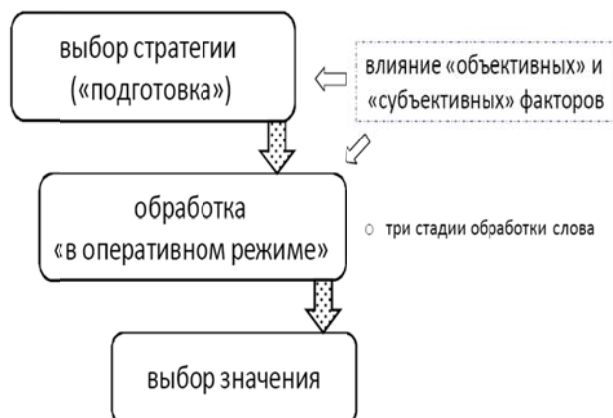 выбор стратегии
(«подготовка»)
влияние «объективных» и
«субъективных» факторов
обработка
«в оперативном режиме»
○ три стадии обработки слова
выбор значения